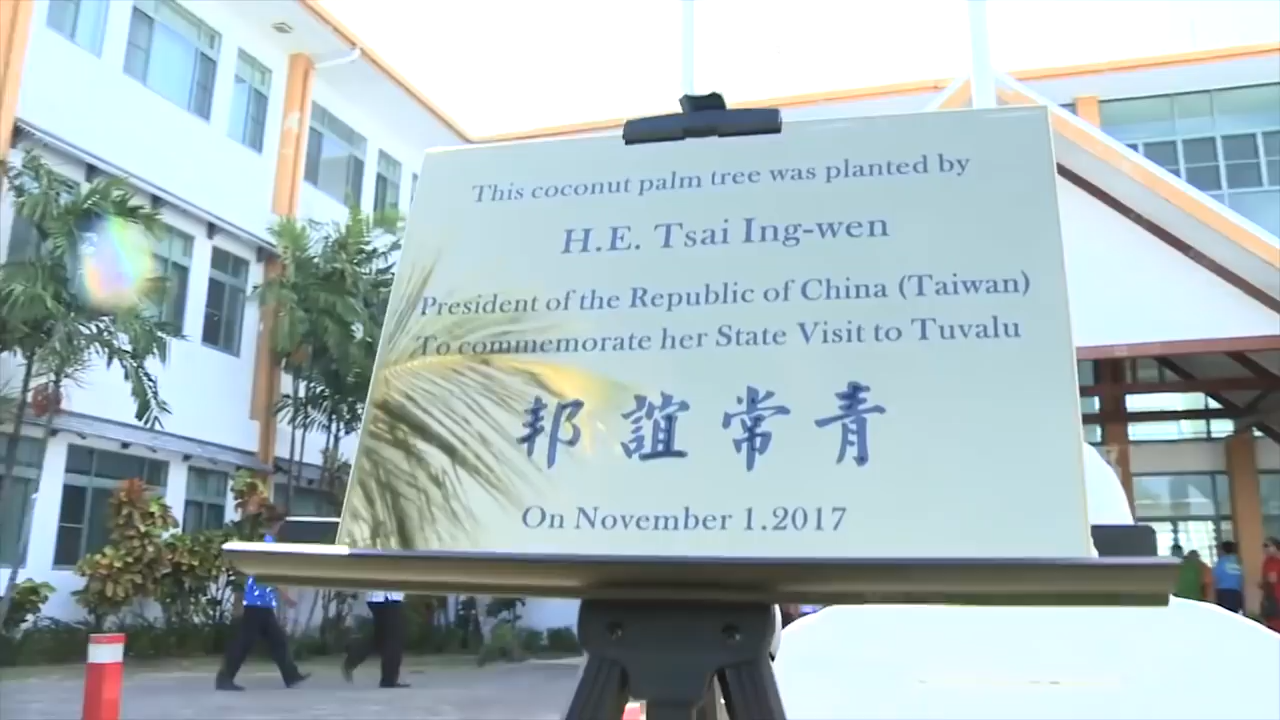 This coconut palm tree was planted by
H.E. Tsai Ing-wen
President of the Republic of China (Taiwan)
To commemorate her State Visit to Tuvalu
邦誼常青
On November 1.2017